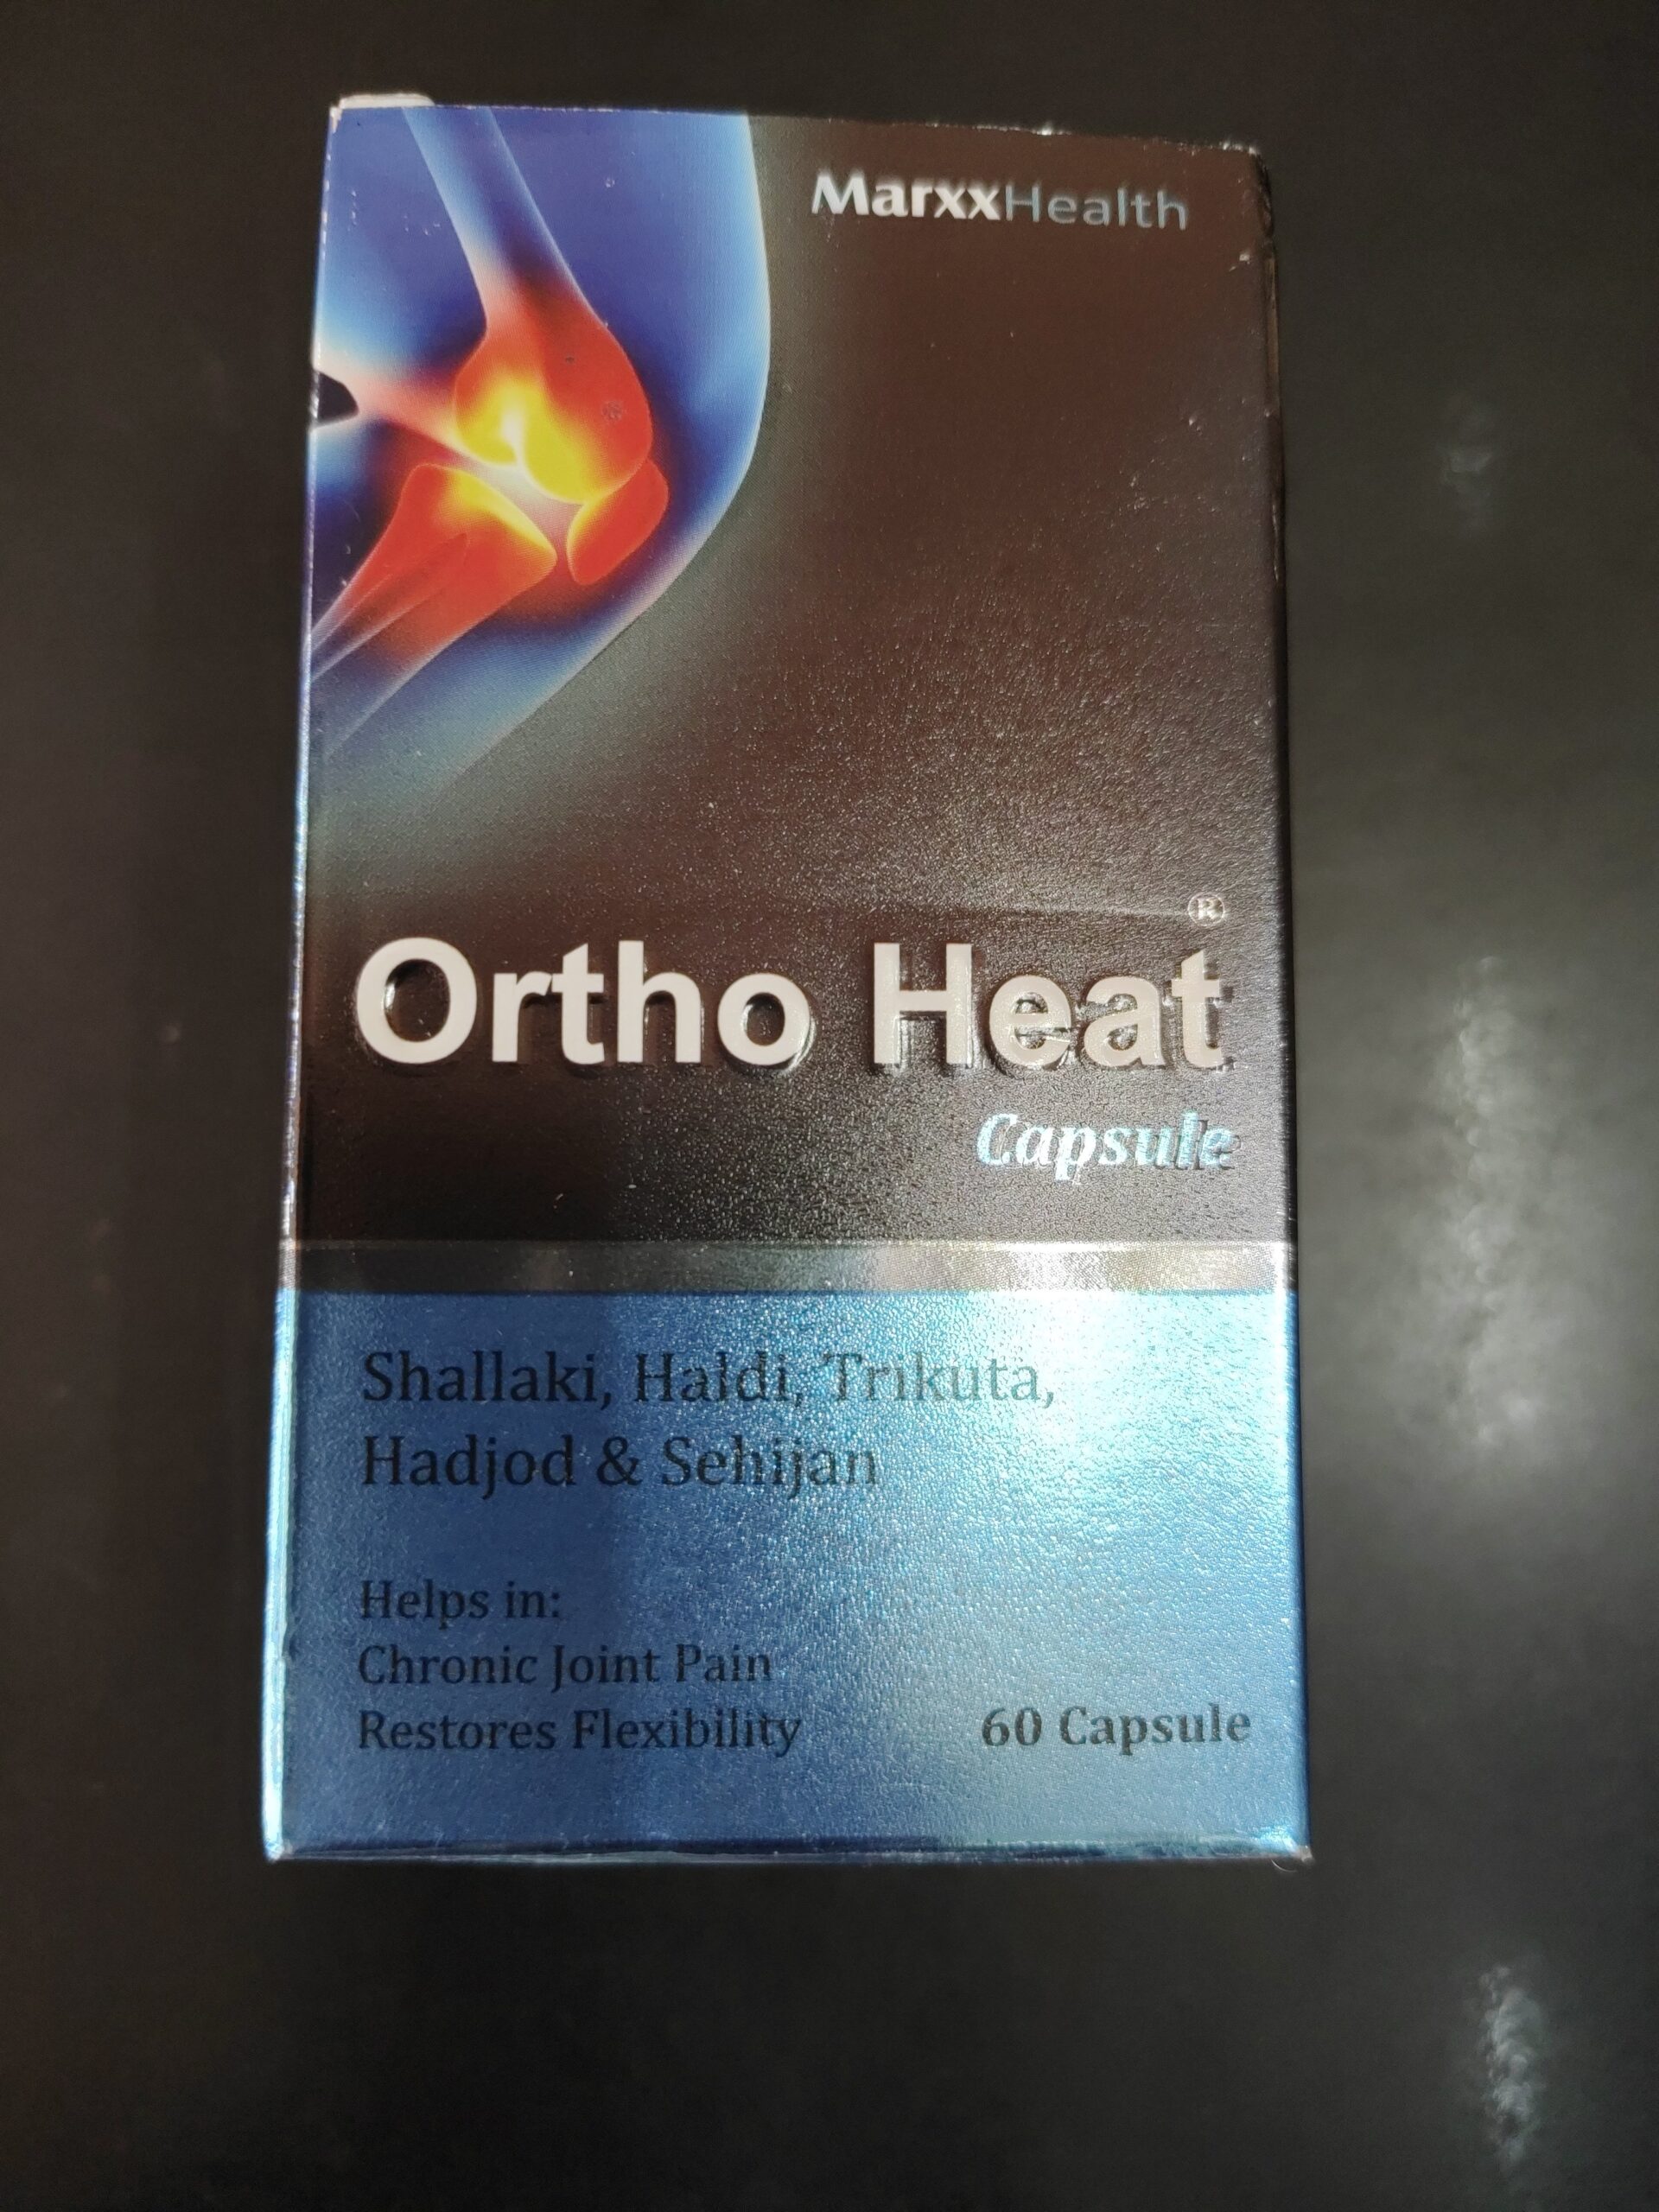 MarxxHealth
Ortho Heat®
Capsule
Shallaki, Haldi, Trikuta,
Hadjod & Sehijan
Helps in:
Chronic Joint Pain
Restores Flexibility
60 Capsule